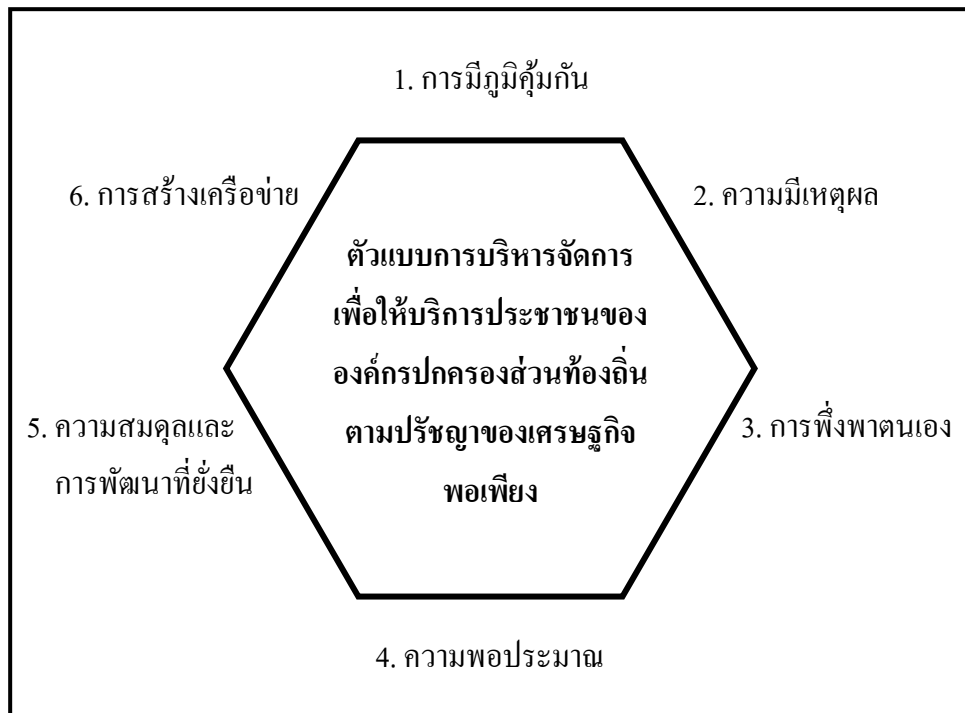 1. การมีภูมิคุ้มกัน
6. การสร้างเครือข่าย
2. ความมีเหตุผล
ตัวแบบการบริหารจัดการ
เพื่อให้บริการประชาชนของ
องค์กรปกครองส่วนท้องถิ่น
ตามปรัชญาของเศรษฐกิจ
พอเพียง
5. ความสมดุลและ
การพัฒนาที่ยั่งยืน
3. การพึ่งพาตนเอง
4. ความพอประมาณ